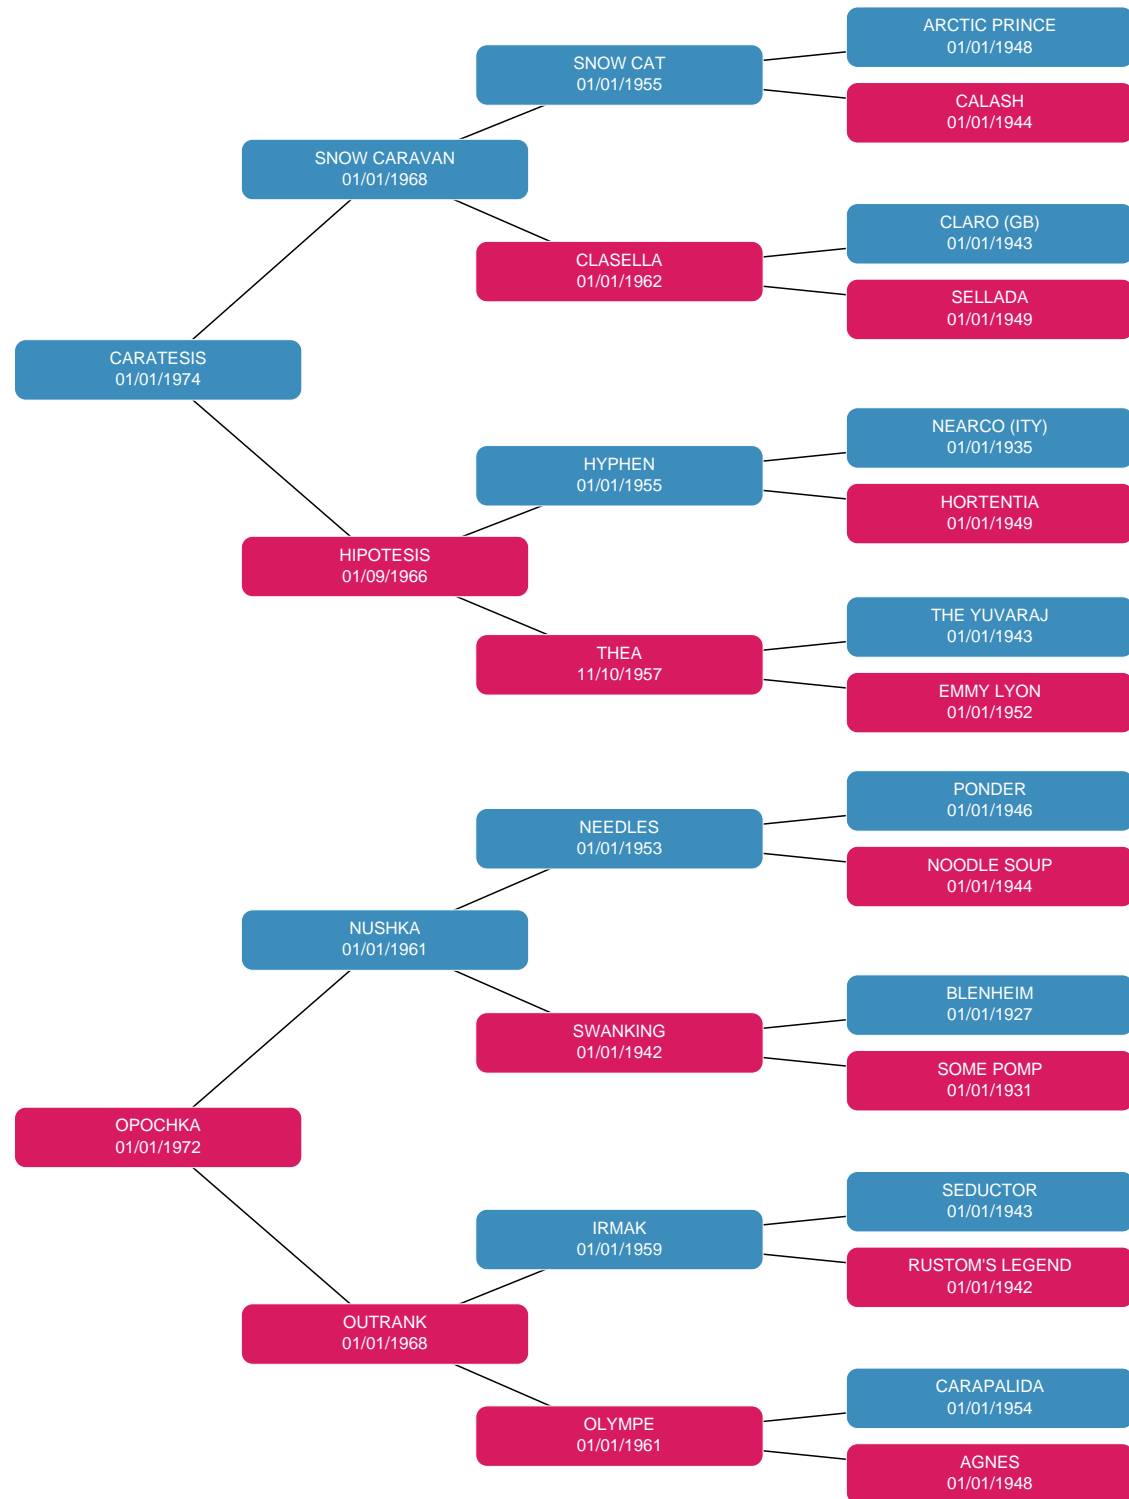 ARCTIC PRINCE
01/01/1948
SNOW CAT
01/01/1955
CALASH
01/01/1944
SNOW CARAVAN
01/01/1968
CLARO (GB)
01/01/1943
CLASELLA
01/01/1962
SELLADA
01/01/1949
CARATESIS
01/01/1974
NEARCO (ITY)
01/01/1935
HYPHEN
01/01/1955
HORTENTIA
01/01/1949
HIPOTESIS
01/09/1966
THE YUVARAJ
01/01/1943
THEA
11/10/1957
EMMY LYON
01/01/1952
PONDER
01/01/1946
NEEDLES
01/01/1953
NOODLE SOUP
01/01/1944
NUSHKA
01/01/1961
BLENHEIM
01/01/1927
SWANKING
01/01/1942
SOME POMP
01/01/1931
OPOCHKA
01/01/1972
SEDUCTOR
01/01/1943
IRMAK
01/01/1959
RUSTOM'S LEGEND
01/01/1942
OUTRANK
01/01/1968
CARAPALIDA
01/01/1954
OLYMPE
01/01/1961
AGNES
01/01/1948